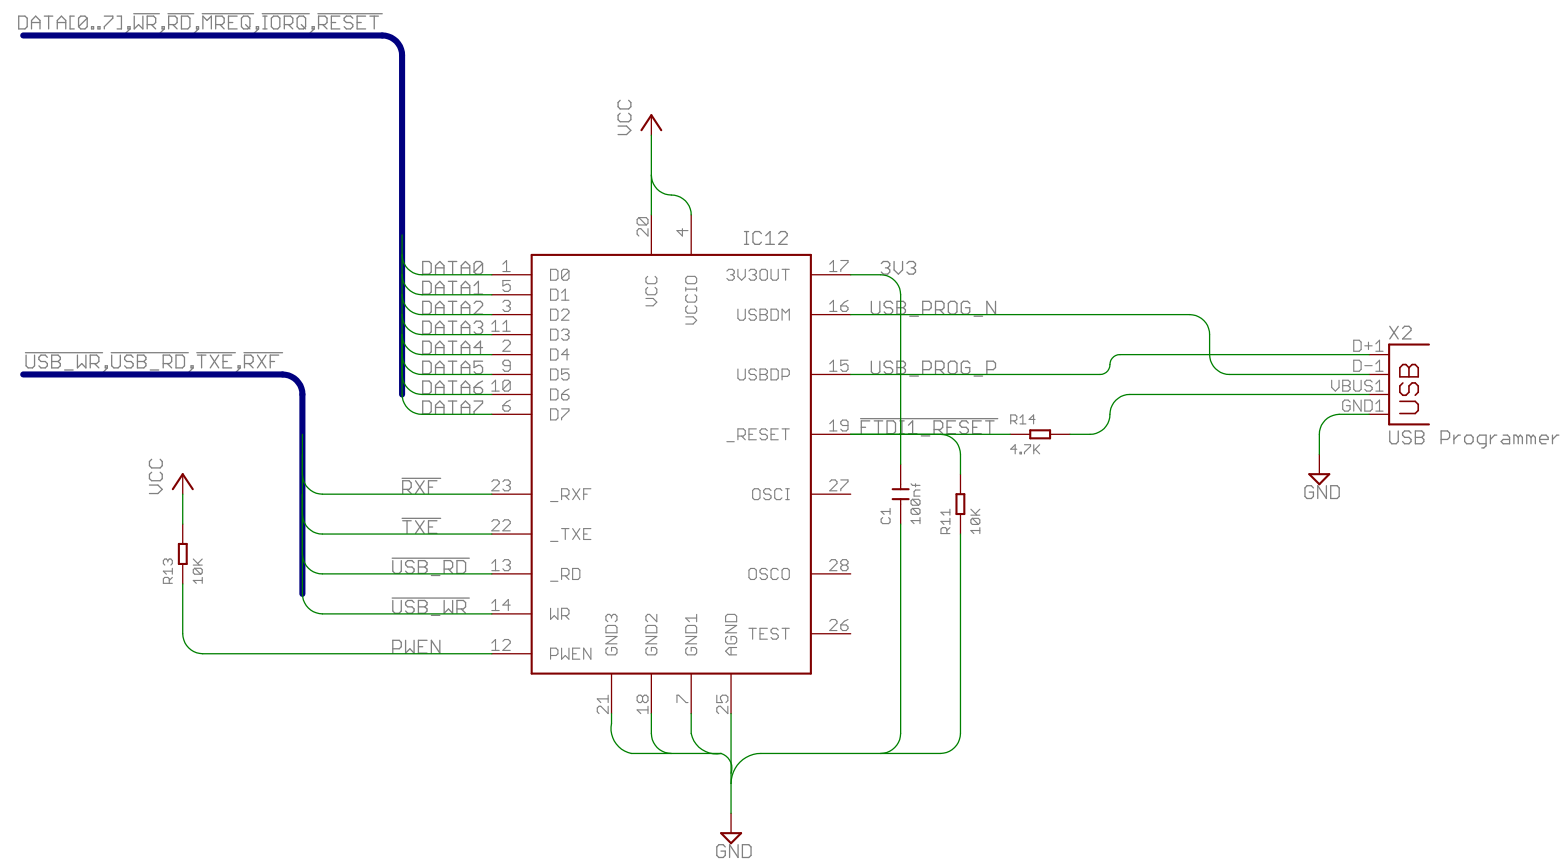 DATA[0..7],WR,RD,MREQ,IORQ,RESET
VCC
20
4
IC12
DATA0 1 D0
DATA1 5 D1
DATA2 3 D2
DATA3 11 D3
DATA4 2 D4
DATA5 9 D5
DATA6 10 D6
DATA7 6 D7
VCC
VCCIO
3V3OUT 17 3V3
USBDM 16 USB_PROG_N
USBDP 15 USB_PROG_P
_RESET 19 FTDI1_RESET
R14
4.7K
X2
D+1
D-1
VBUS1
GND1
USB
USB Programmer
GND
USB_WR,USB_RD,TXE,RXF
VCC
R13
10K
RXF 23 _RXF
TXE 22 _TXE
USB_RD 13 _RD
USB_WR 14 WR
PWEN 12 PWEN
OSCI 27
OSCO 28
TEST 26
C1
100nf
R11
10K
GND3
GND2
GND1
AGND
21
18
7
25
GND